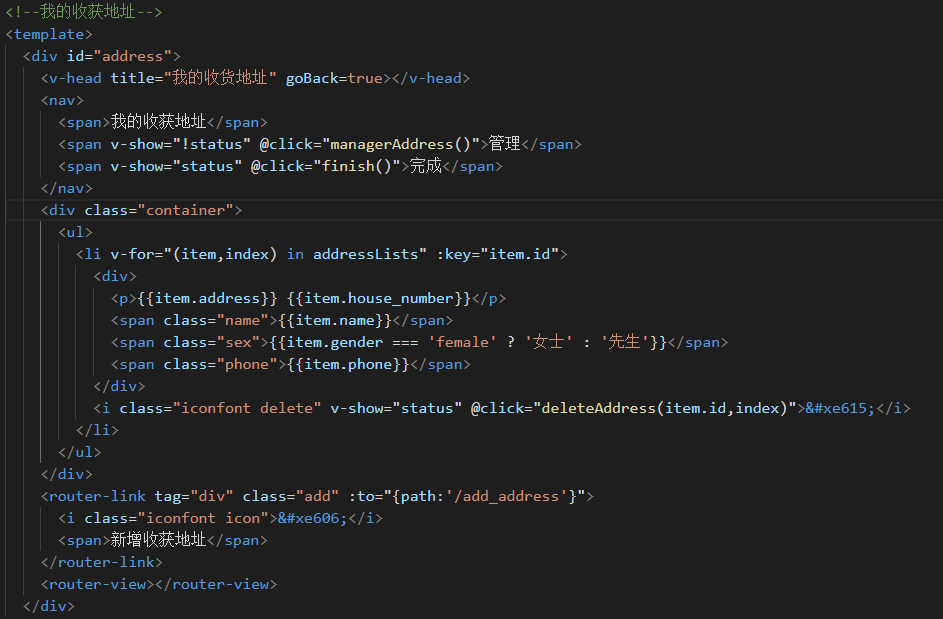 <!--我的收获地址-->
<template>
  <div id="address">
    <v-head title="我的收货地址" goBack=true></v-head>
    <nav>
      <span>我的收获地址</span>
      <span v-show="!status" @click="managerAddress()">管理</span>
      <span v-show="status" @click="finish()">完成</span>
    </nav>
    <div class="container">
      <ul>
        <li v-for="(item,index) in addressLists" :key="item.id">
          <div>
            <p>{{item.address}} {{item.house_number}}</p>
            <span class="name">{{item.name}}</span>
            <span class="sex">{{item.gender === 'female' ? '女士' : '先生'}}</span>
            <span class="phone">{{item.phone}}</span>
          </div>
          <i class="iconfont delete" v-show="status" @click="deleteAddress(item.id,index)">&#xe615;</i>
        </li>
      </ul>
    </div>
    <router-link tag="div" class="add" :to="{path:'/add_address'}">
      <i class="iconfont icon">&#xe606;</i>
      <span>新增收获地址</span>
    </router-link>
    <router-view></router-view>
  </div>